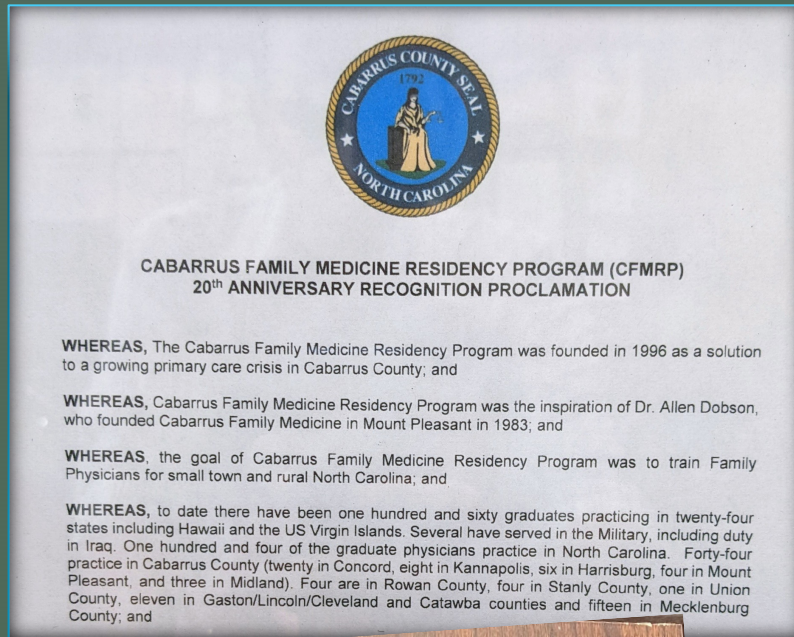 CABARRUS COUNTY SEAL
1792
NORTH CAROLINA
CABARRUS FAMILY MEDICINE RESIDENCY PROGRAM (CFMRP)
20th ANNIVERSARY RECOGNITION PROCLAMATION
WHEREAS, The Cabarrus Family Medicine Residency Program was founded in 1996 as a solution
to a growing primary care crisis in Cabarrus County; and
WHEREAS, Cabarrus Family Medicine Residency Program was the inspiration of Dr. Allen Dobson,
who founded Cabarrus Family Medicine in Mount Pleasant in 1983; and
WHEREAS, the goal of Cabarrus Family Medicine Residency Program was to train Family
Physicians for small town and rural North Carolina; and
WHEREAS, to date there have been one hundred and sixty graduates practicing in twenty-four
states including Hawaii and the US Virgin Islands. Several have served in the Military, including duty
in Iraq. One hundred and four of the graduate physicians practice in North Carolina. Forty-four
practice in Cabarrus County (twenty in Concord, eight in Kannapolis, six in Harrisburg, four in Mount
Pleasant, and three in Midland). Four are in Rowan County, four in Stanly County, one in Union
County, eleven in Gaston/Lincoln/Cleveland and Catawba counties and fifteen in Mecklenburg
County; and